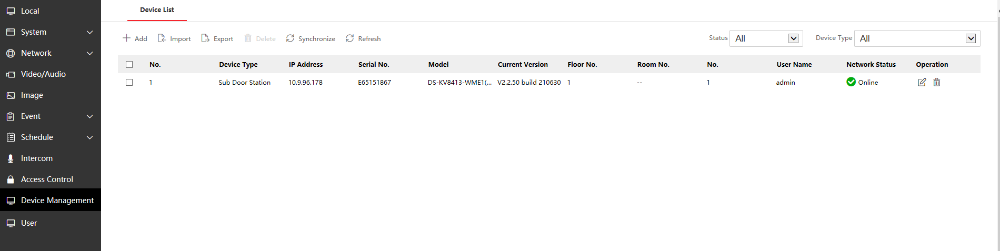 Local
System
Network
Video/Audio
Image
Event
Schedule
Intercom
Access Control
Device Management
User
Device List
Add Import Export Delete Synchronize Refresh Status All Device Type All
No. Device Type IP Address Serial No. Model Current Version Floor No. Room No. No. User Name Network Status Operation
1 Sub Door Station 10.9.96.178 E65151867 DS-KV8413-WME1(... V2.2.50 build 210630 1 -- 1 admin Online